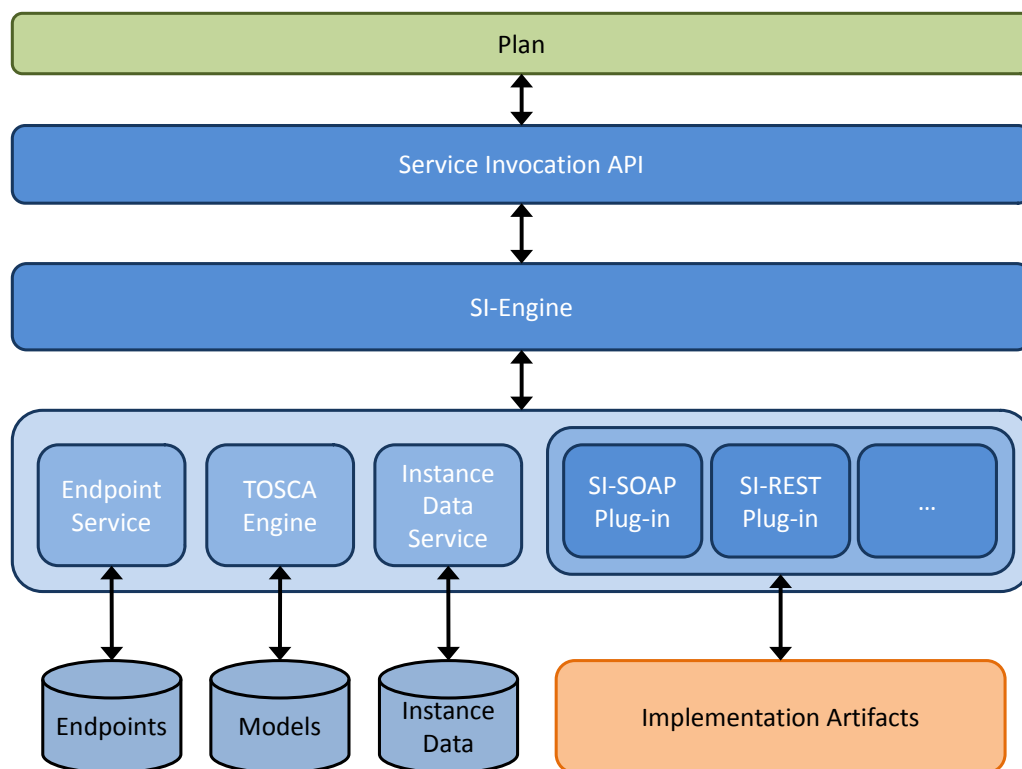 Plan
Service Invocation API
SI-Engine
Endpoint
Service
TOSCA
Engine
Instance
Data
Service
SI-SOAP
Plug-in
SI-REST
Plug-in
...
Endpoints
Models
Instance
Data
Implementation Artifacts